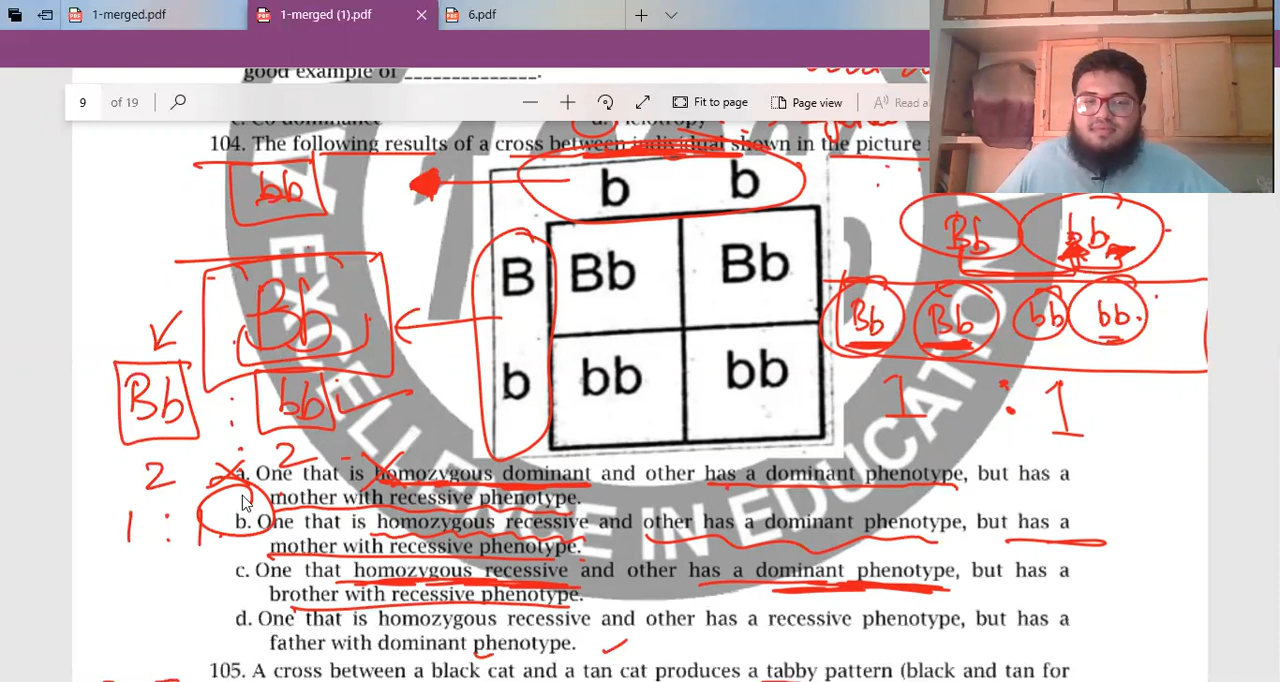 1-merged.pdf
1-merged (1).pdf
6.pdf
good example of ______________.
9 of 19
Fit to page
Page view
Read a
104. The following results of a cross between individual shown in the picture
b b
B Bb Bb
b bb bb
bb
Bb
Bb : bb
2 : 2
1 : 1
Bb bb
Bb Bb bb bb
1 : 1
EXCELLENCE IN EDUCATION
a. One that is homozygous dominant and other has a dominant phenotype, but has a
mother with recessive phenotype.
b. One that is homozygous recessive and other has a dominant phenotype, but has a
mother with recessive phenotype.
c. One that homozygous recessive and other has a dominant phenotype, but has a
brother with recessive phenotype.
d. One that is homozygous recessive and other has a recessive phenotype, but has a
father with dominant phenotype.
105. A cross between a black cat and a tan cat produces a tabby pattern (black and tan for